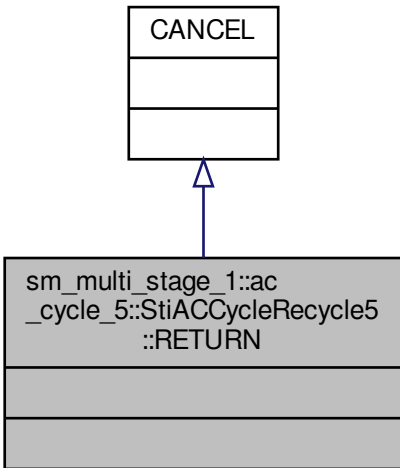 CANCEL
sm_multi_stage_1::ac
_cycle_5::StiACCycleRecycle5
::RETURN